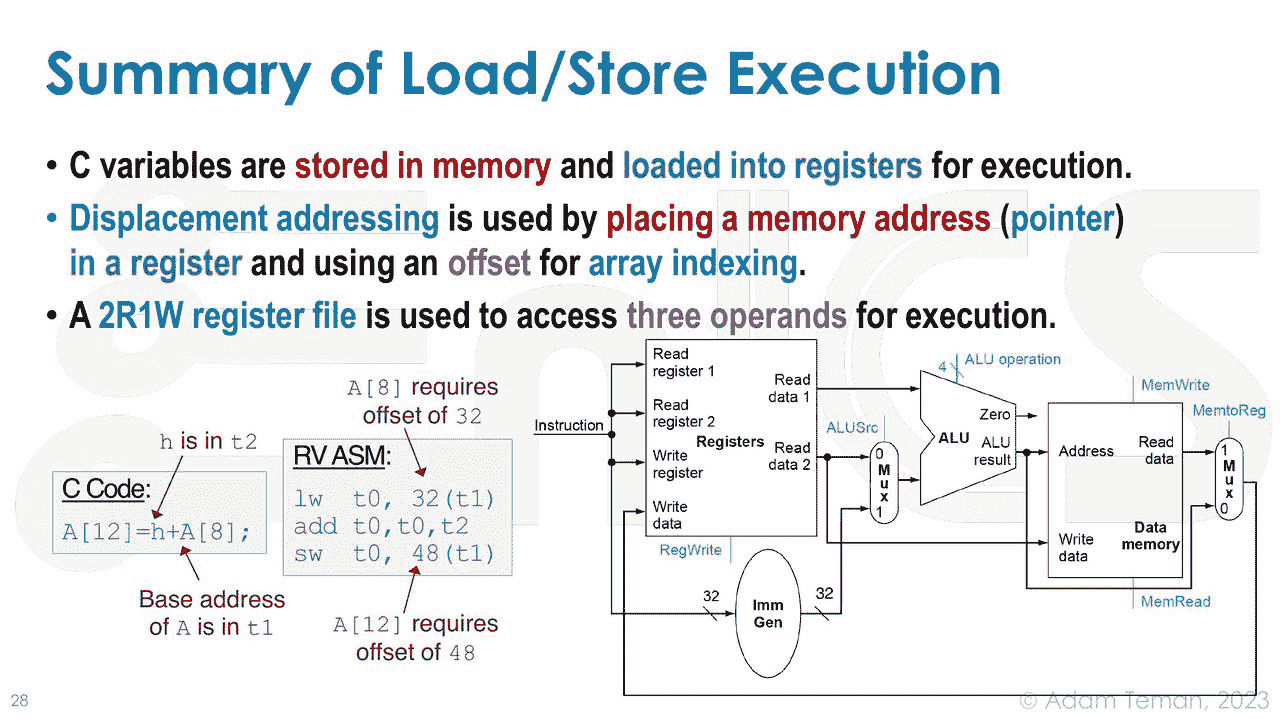 Summary of Load/Store Execution
• C variables are stored in memory and loaded into registers for execution.
• Displacement addressing is used by placing a memory address (pointer)
in a register and using an offset for array indexing.
• A 2R1W register file is used to access three operands for execution.
A[8] requires
offset of 32
h is in t2
C Code:
A[12]=h+A[8];
Base address
of A is in t1
RV ASM:
lw t0, 32(t1)
add t0,t0,t2
sw t0, 48(t1)
A[12] requires
offset of 48
Instruction
Read
register 1
Read
register 2
Write
register
Write
data
Registers
Read
data 1
Read
data 2
RegWrite
32
Imm
Gen
32
ALUSrc
0
Mux
1
4
ALU operation
Zero
ALU
ALU
result
MemWrite
Address
Read
data
Write
data
Data
memory
MemRead
MemtoReg
1
Mux
0
28
© Adam Teman, 2023